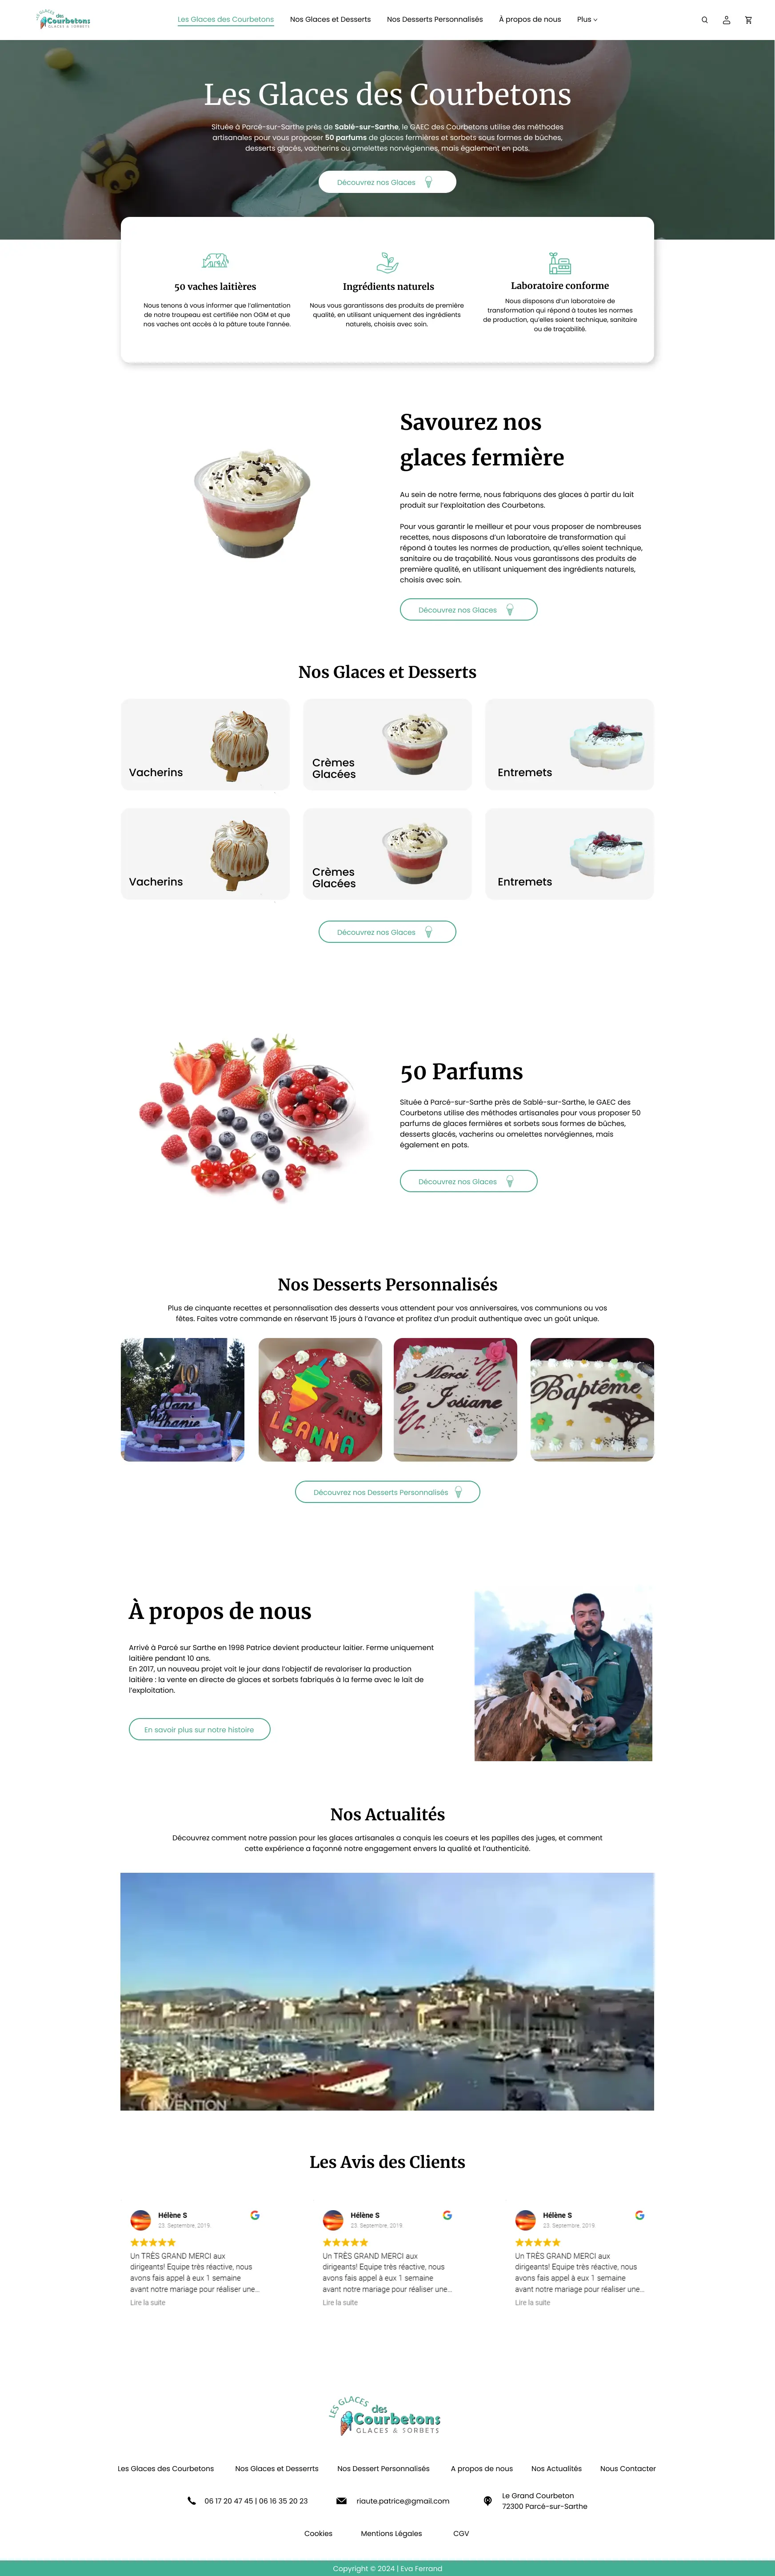 LES GLACES des
Courbetons
GLACES & SORBETS
Les Glaces des Courbetons
Nos Glaces et Desserts
Nos Desserts Personnalisés
À propos de nous
Plus
Les Glaces des Courbetons
Située à Parcé-sur-Sarthe près de Sablé-sur-Sarthe, le GAEC des Courbetons utilise des méthodes
artisanales pour vous proposer 50 parfums de glaces fermières et sorbets sous formes de bûches,
desserts glacés, vacherins ou omelettes norvégiennes, mais également en pots.
Découvrez nos Glaces
50 vaches laitières
Nous tenons à vous informer que l'alimentation
de notre troupeau est certifiée non OGM et que
nos vaches ont accès à la pâture toute l'année.
Ingrédients naturels
Nous vous garantissons des produits de première
qualité, en utilisant uniquement des ingrédients
naturels, choisis avec soin.
Laboratoire conforme
Nous disposons d'un laboratoire de
transformation qui répond à toutes les normes
de production, qu'elles soient technique, sanitaire
ou de traçabilité.
Savourez nos
glaces fermière
Au sein de notre ferme, nous fabriquons des glaces à partir du lait
produit sur l'exploitation des Courbetons.
Pour vous garantir le meilleur et pour vous proposer de nombreuses
recettes, nous disposons d'un laboratoire de transformation qui
répond à toutes les normes de production, qu'elles soient technique,
sanitaire ou de traçabilité. Nous vous garantissons des produits de
première qualité, en utilisant uniquement des ingrédients naturels,
choisis avec soin.
Découvrez nos Glaces
Nos Glaces et Desserts
Vacherins
Crèmes
Glacées
Entremets
Vacherins
Crèmes
Glacées
Entremets
Découvrez nos Glaces
50 Parfums
Située à Parcé-sur-Sarthe près de Sablé-sur-Sarthe, le GAEC des
Courbetons utilise des méthodes artisanales pour vous proposer 50
parfums de glaces fermières et sorbets sous formes de bûches,
desserts glacés, vacherins ou omelettes norvégiennes, mais
également en pots.
Découvrez nos Glaces
Nos Desserts Personnalisés
Plus de cinquante recettes et personalisation des desserts vous attendent pour vos anniversaires, vos communions ou vos
fêtes. Faites votre commande en réservant 15 jours à l'avance et profitez d'un produit authentique avec un goût unique.
40
ans
7 ANS
LEANNA
Merci
Josiane
Baptême
Découvrez nos Desserts Personnalisés
À propos de nous
Arrivé à Parcé sur Sarthe en 1998 Patrice devient producteur laitier. Ferme uniquement
laitière pendant 10 ans.
En 2017, un nouveau projet voit le jour dans l'objectif de revaloriser la production
laitière : la vente en directe de glaces et sorbets fabriqués à la ferme avec le lait de
l'exploitation.
En savoir plus sur notre histoire
Nos Actualités
Découvrez comment notre passion pour les glaces artisanales a conquis les coeurs et les papilles des juges, et comment
cette expérience a façonné notre engagement envers la qualité et l'authenticité.
Les Avis des Clients
Hélène S
23. Septembre, 2019.
Un TRÈS GRAND MERCI aux
dirigeants! Equipe très réactive, nous
avons fais appel à eux 1 semaine
avant notre mariage pour réaliser une...
Lire la suite
Hélène S
23. Septembre, 2019.
Un TRÈS GRAND MERCI aux
dirigeants! Equipe très réactive, nous
avons fais appel à eux 1 semaine
avant notre mariage pour réaliser une...
Lire la suite
Hélène S
23. Septembre, 2019.
Un TRÈS GRAND MERCI aux
dirigeants! Equipe très réactive, nous
avons fais appel à eux 1 semaine
avant notre mariage pour réaliser une...
Lire la suite
LES GLACES des
Courbetons
GLACES & SORBETS
Les Glaces des Courbetons
Nos Glaces et Desserrts
Nos Dessert Personnalisés
A propos de nous
Nos Actualités
Nous Contacter
06 17 20 47 45 | 06 16 35 20 23
riaute.patrice@gmail.com
Le Grand Courbeton
72300 Parcé-sur-Sarthe
Cookies
Mentions Légales
CGV
Copyright © 2024 | Eva Ferrand